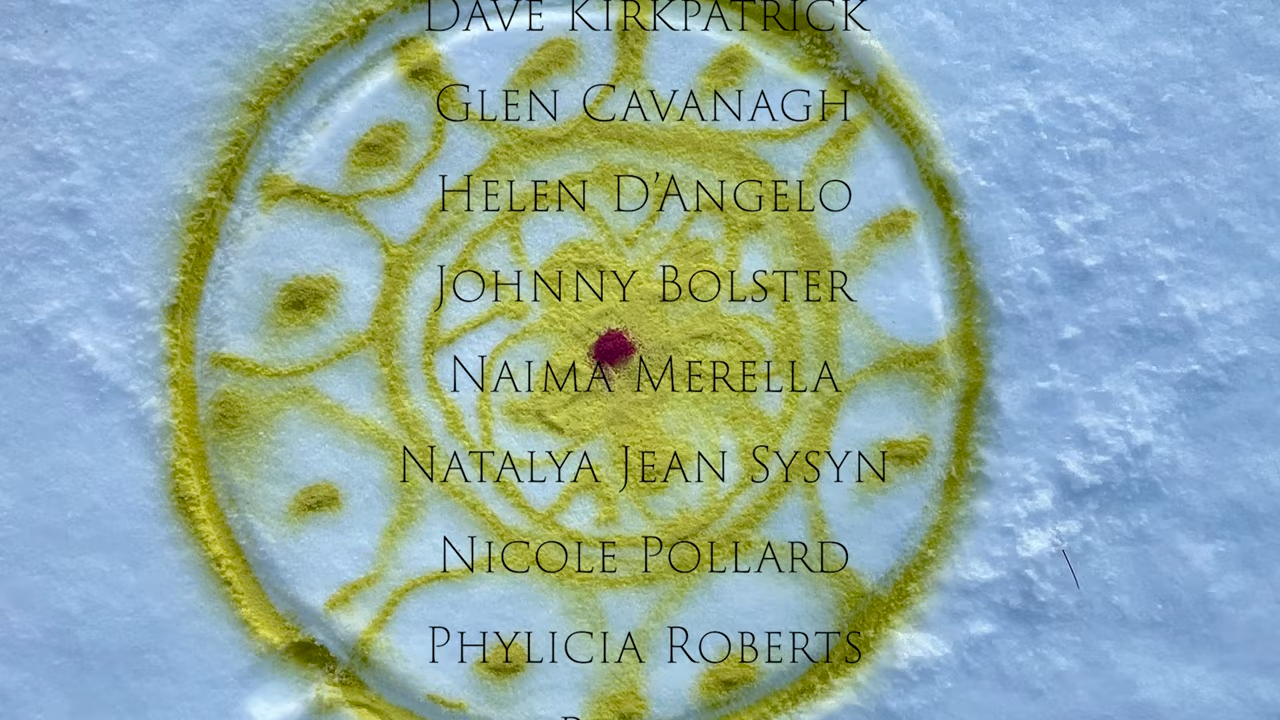 Dave Kirkpatrick
Glen Cavanagh
Helen D'Angelo
Johnny Bolster
Naima Merella
Natalya Jean Sysyn
Nicole Pollard
Phylicia Roberts